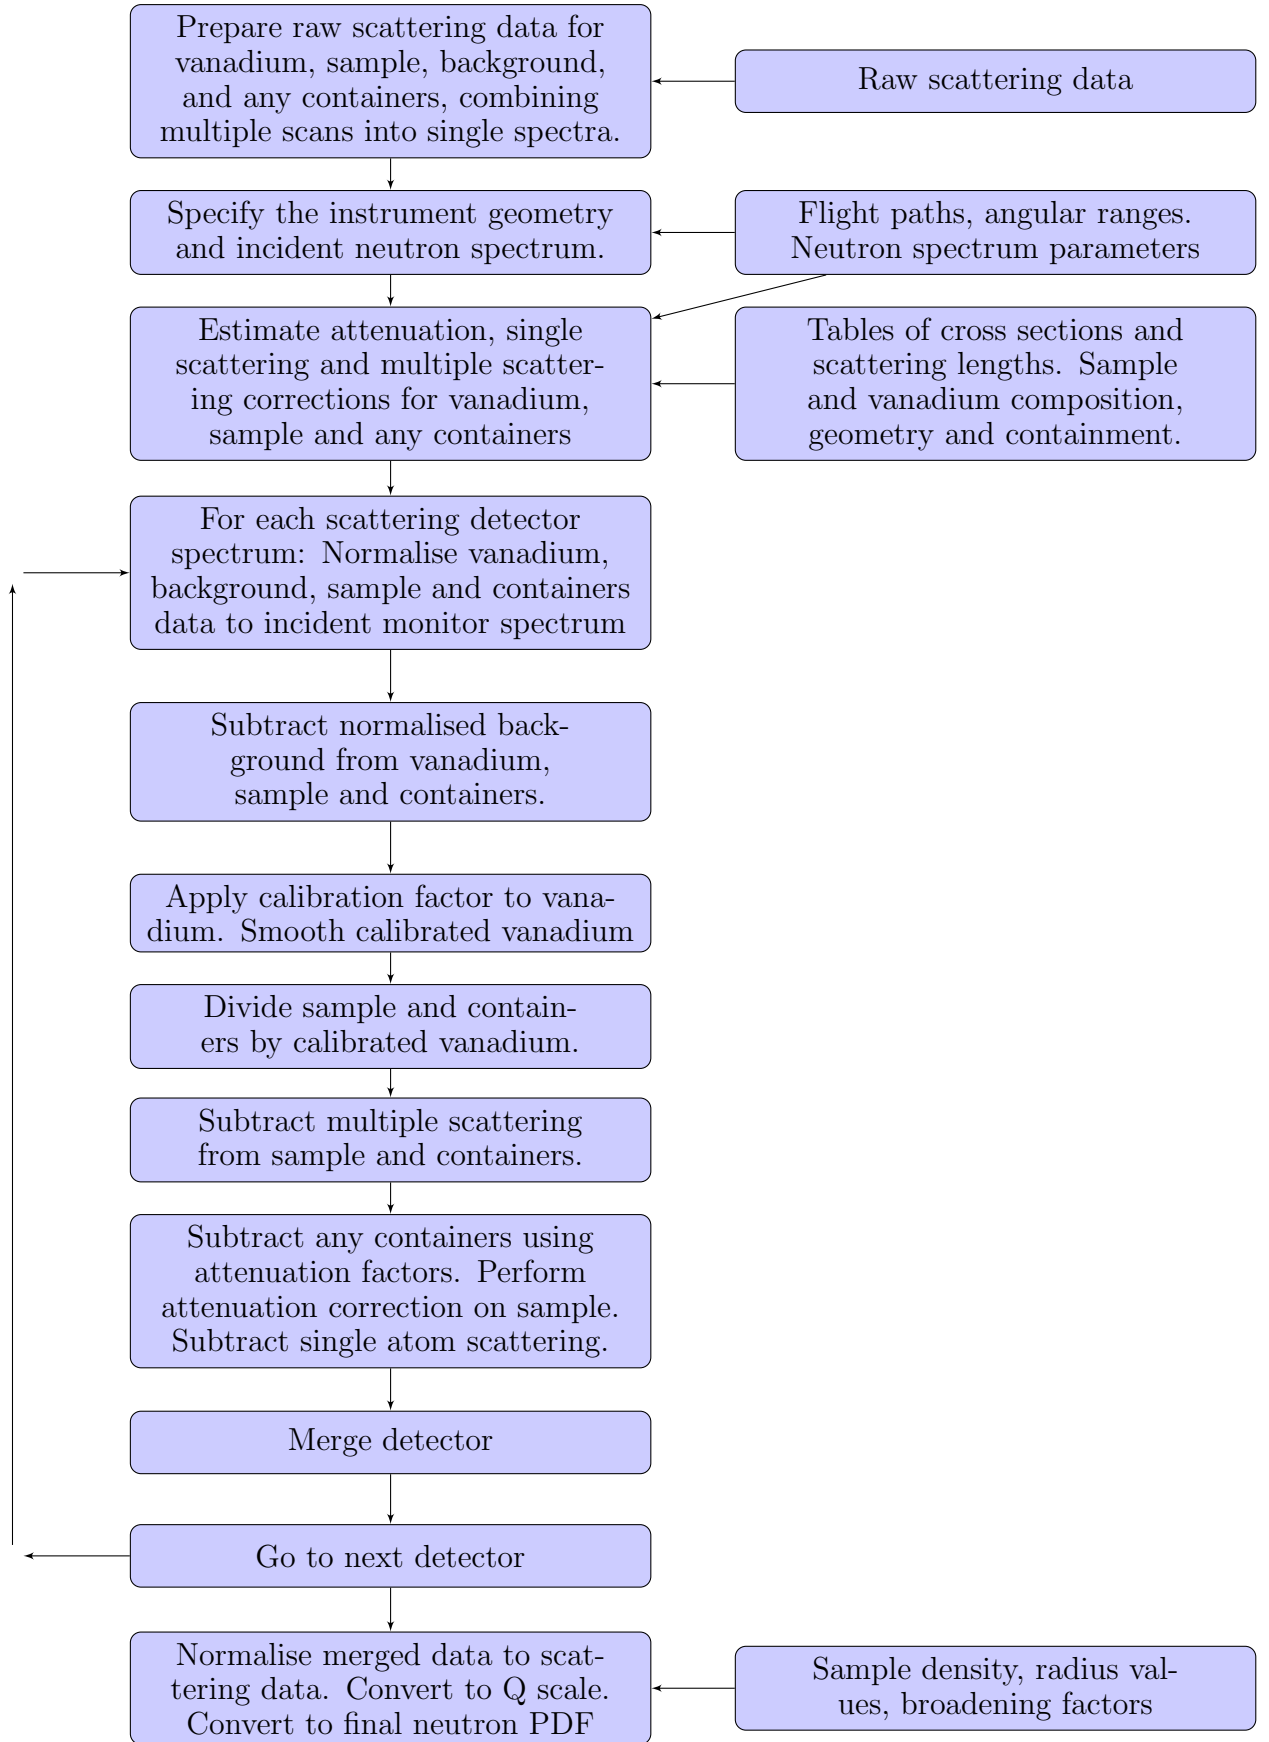 Prepare raw scattering data for
vanadium, sample, background,
and any containers, combining
multiple scans into single spectra.
Raw scattering data
Specify the instrument geometry
and incident neutron spectrum.
Flight paths, angular ranges.
Neutron spectrum parameters
Estimate attenuation, single
scattering and multiple scatter-
ing corrections for vanadium,
sample and any containers
Tables of cross sections and
scattering lengths. Sample
and vanadium composition,
geometry and containment.
For each scattering detector
spectrum: Normalise vanadium,
background, sample and containers
data to incident monitor spectrum
Subtract normalised back-
ground from vanadium,
sample and containers.
Apply calibration factor to vana-
dium. Smooth calibrated vanadium
Divide sample and contain-
ers by calibrated vanadium.
Subtract multiple scattering
from sample and containers.
Subtract any containers using
attenuation factors. Perform
attenuation correction on sample.
Subtract single atom scattering.
Merge detector
Go to next detector
Normalise merged data to scat-
tering data. Convert to Q scale.
Convert to final neutron PDF
Sample density, radius val-
ues, broadening factors